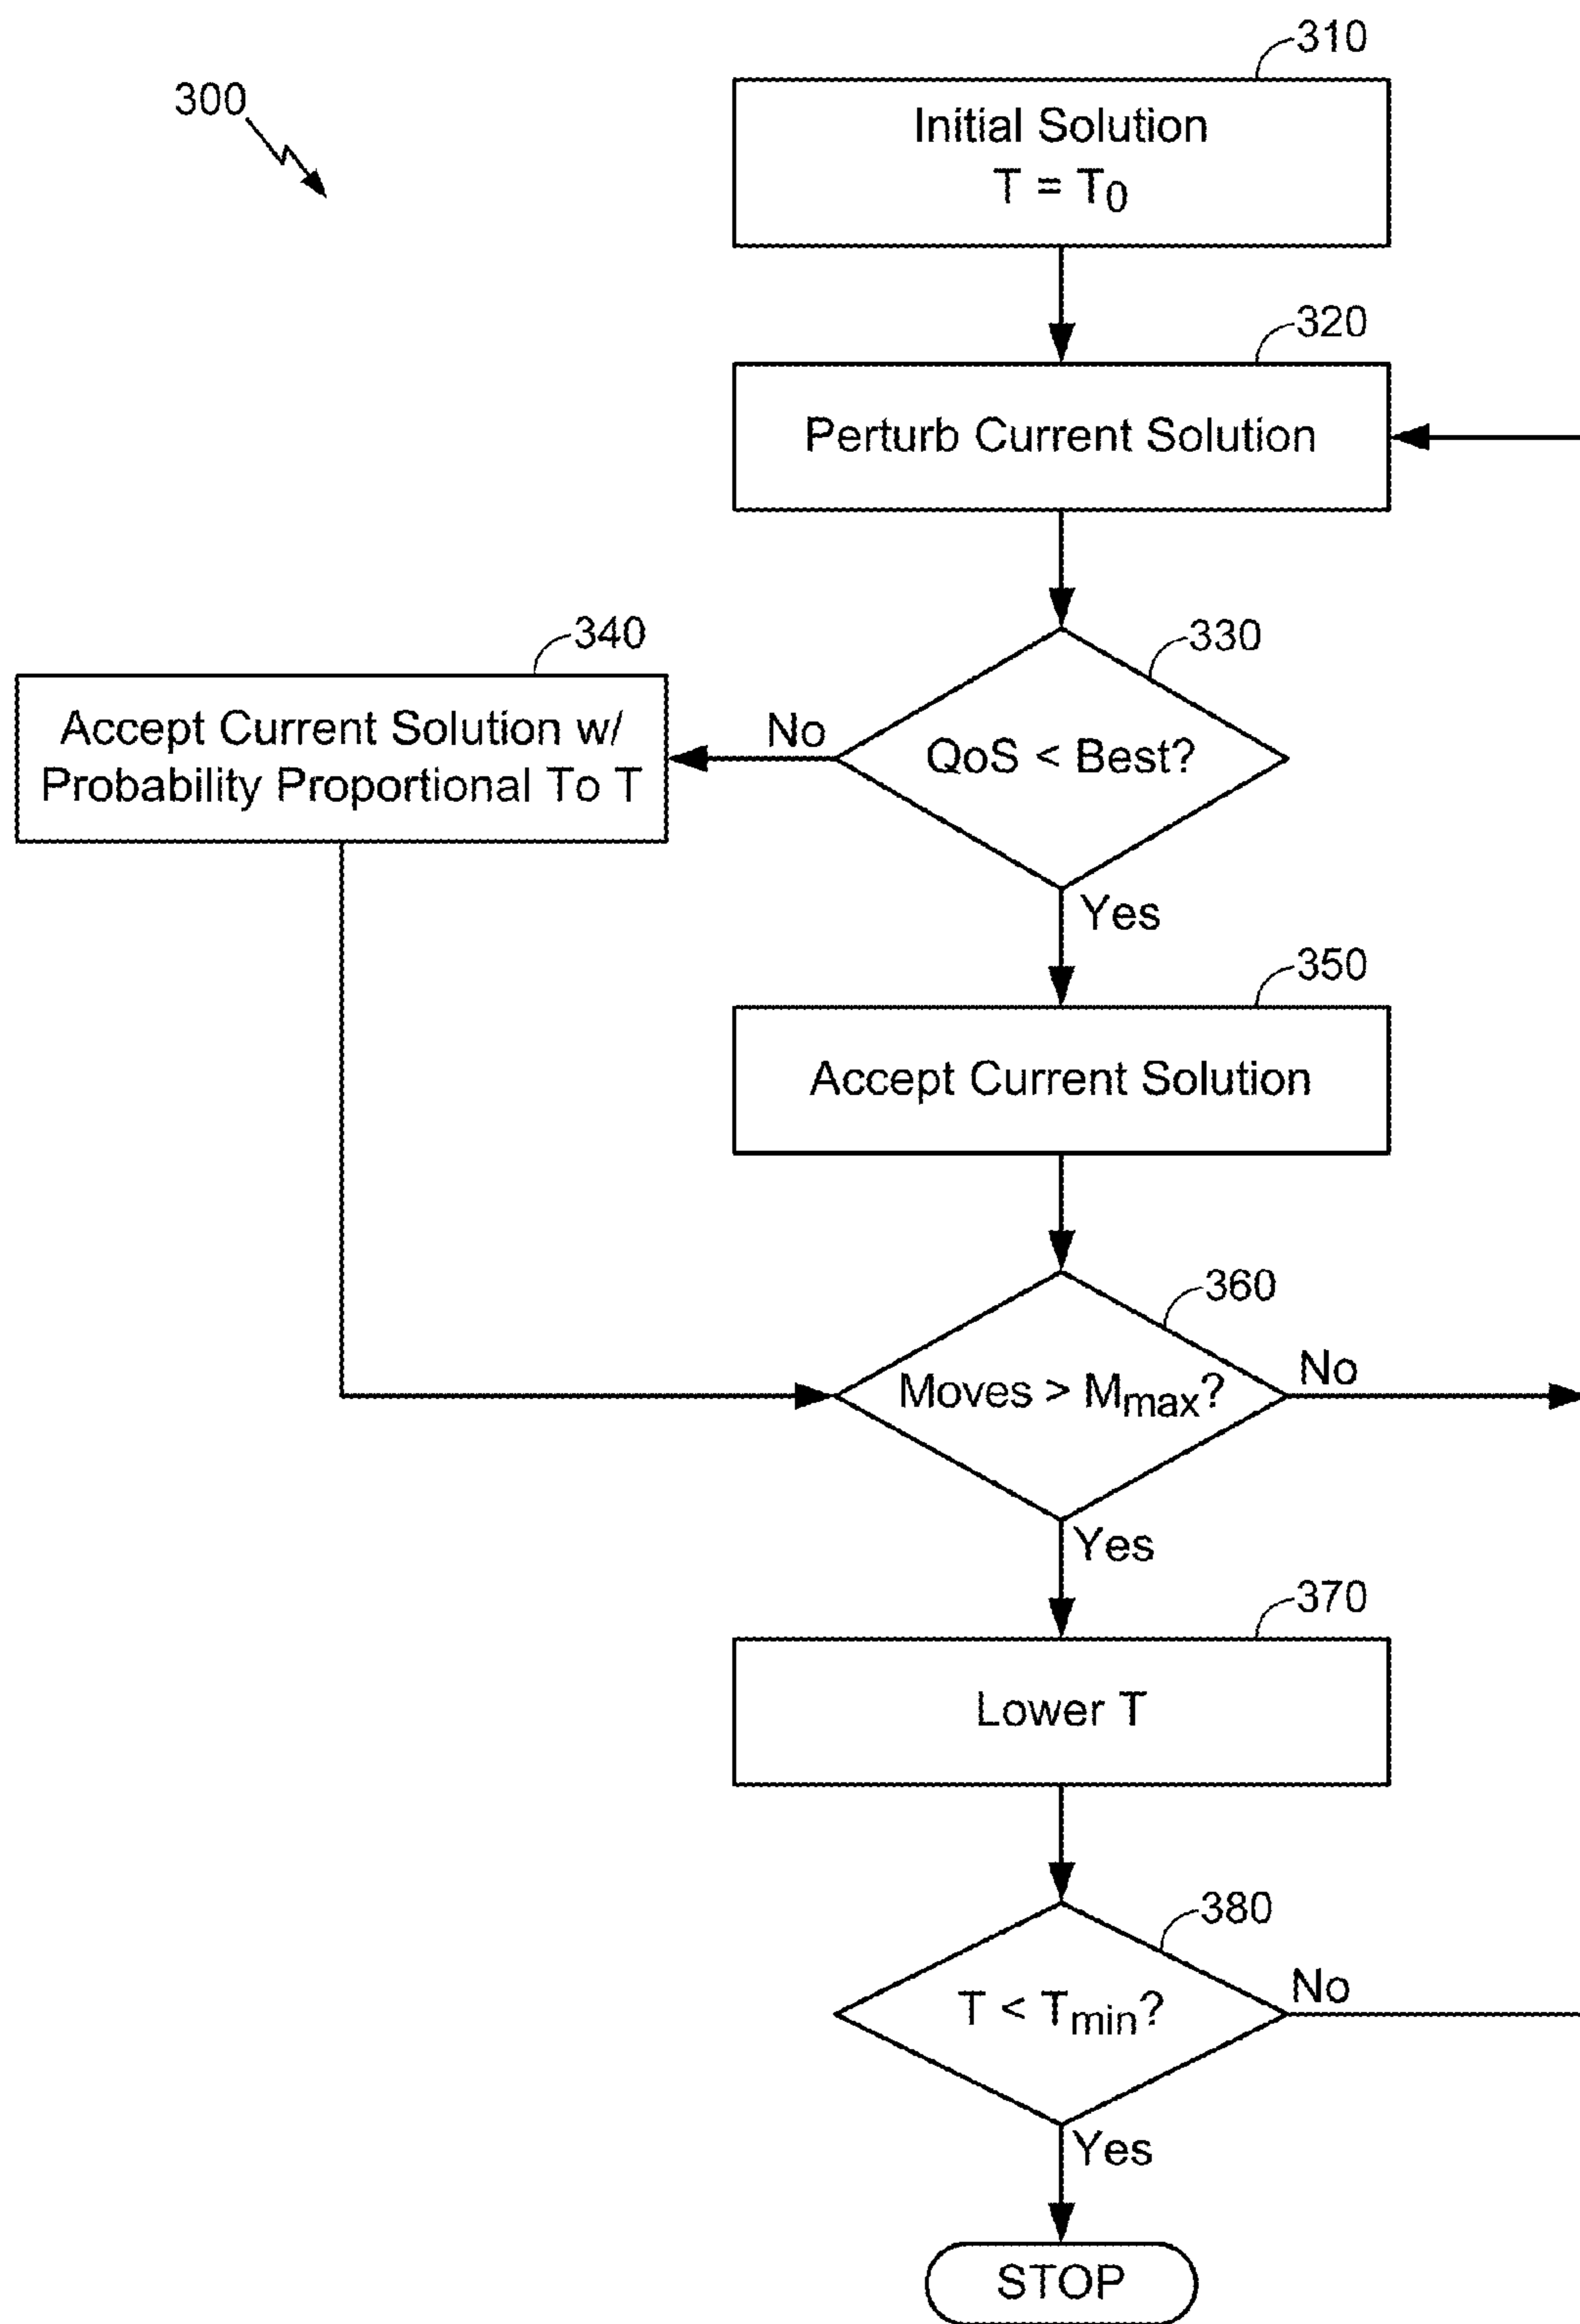 310
300
Initial Solution
T = T0
320
Perturb Current Solution
330
340
Accept Current Solution w/
Probability Proportional To T
No
QoS < Best?
Yes
350
Accept Current Solution
360
Moves > Mmax?
No
Yes
370
Lower T
380
T < Tmin?
No
Yes
STOP